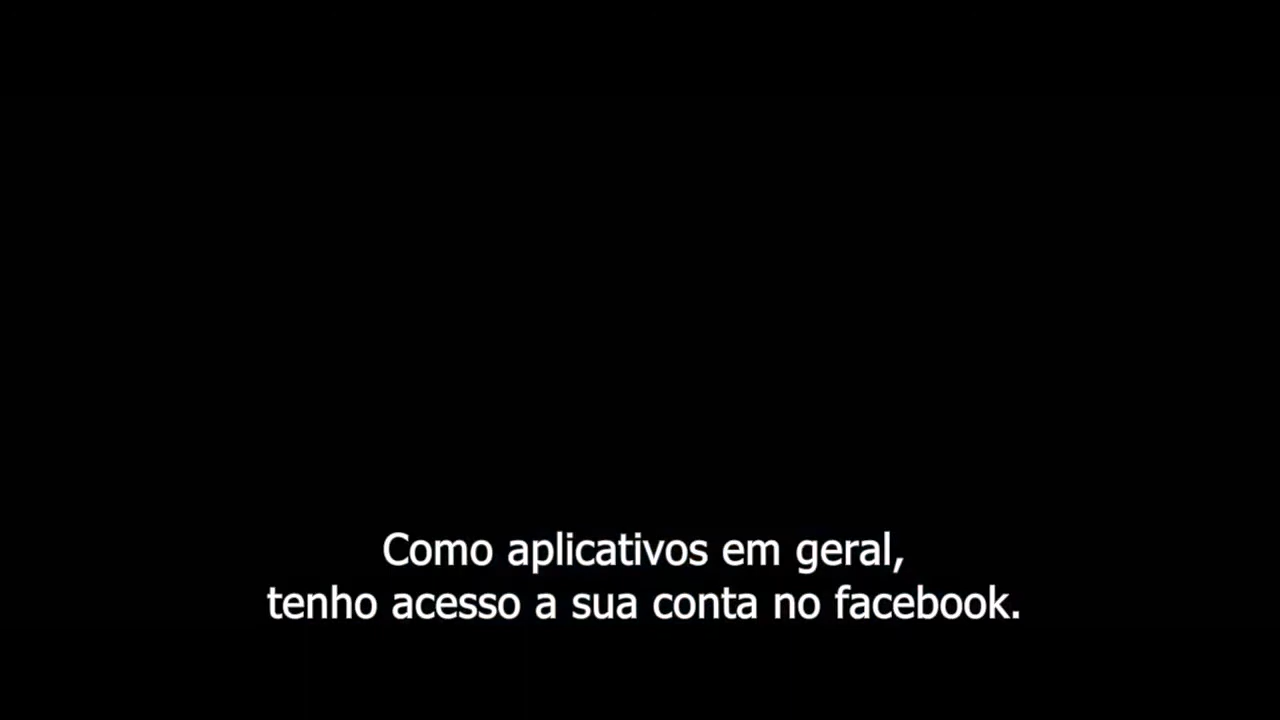 Como aplicativos em geral,
tenho acesso a sua conta no facebook.